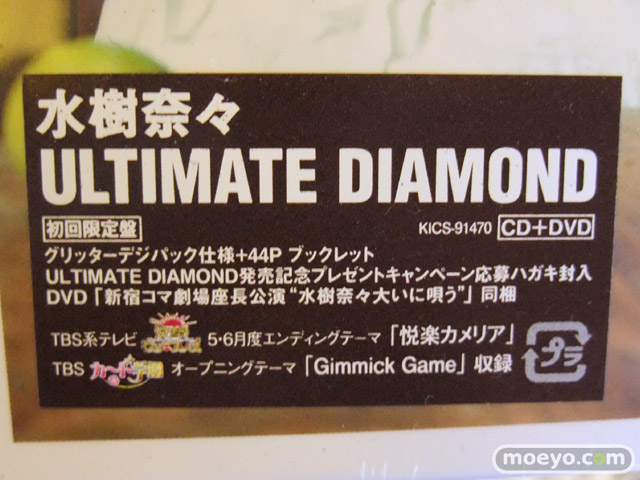 水樹奈々
ULTIMATE DIAMOND
初回限定盤 KICS-91470 CD+DVD
グリッターデジパック仕様+44P ブックレット
ULTIMATE DIAMOND発売記念プレゼントキャンペーン応募ハガキ封入
DVD「新宿コマ劇場座長公演“水樹奈々大いに唄う”」同梱
TBS系テレビ 5・6月度エンディングテーマ「悦楽カメリア」
TBS カード学園 オープニングテーマ「Gimmick Game」収録
プラ
moeyo.com